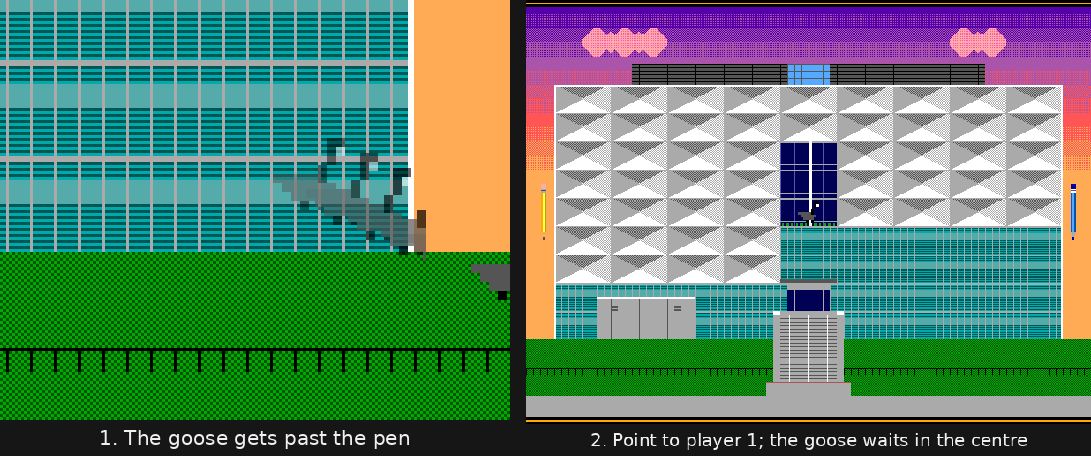 1. The goose gets past the pen
2. Point to player 1; the goose waits in the centre